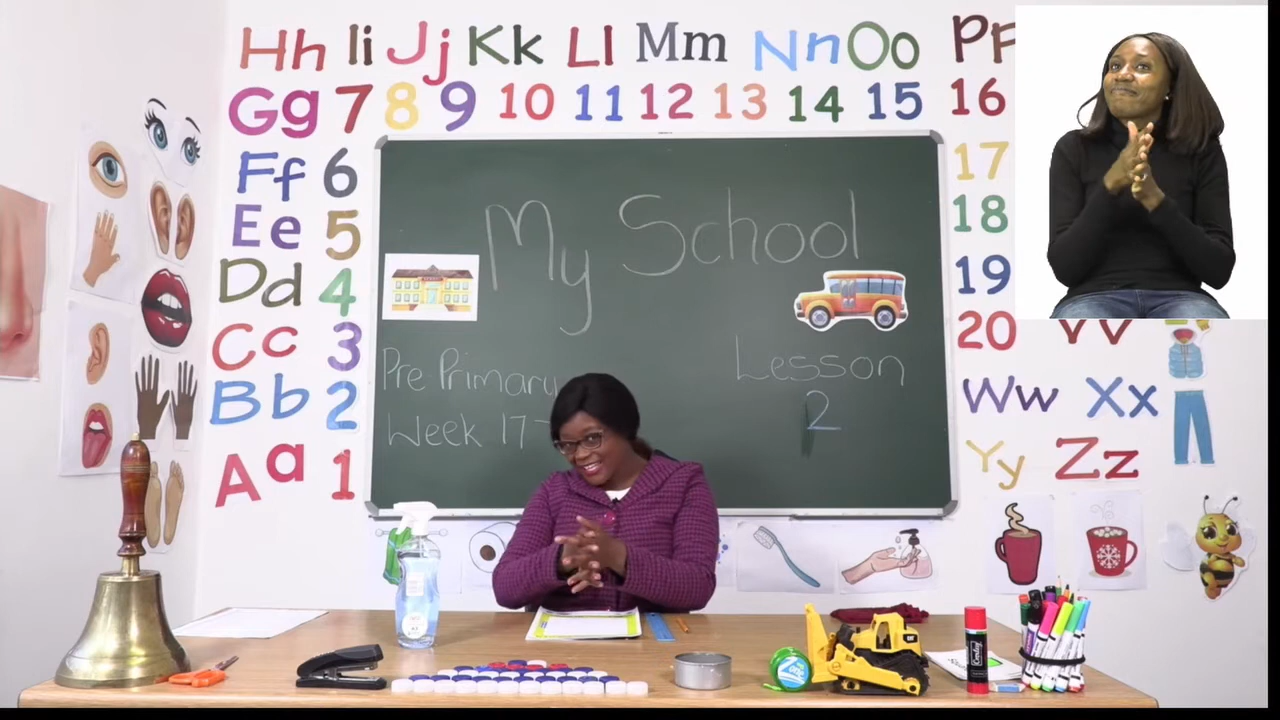 Hh Ii Jj Kk Ll Mm Nn Oo
Gg 7 8 9 10 11 12 13 14 15 16
Ff 6
Ee 5
Dd 4
Cc 3
Bb 2
Aa 1
My School
Pre Primary
Week 17
Lesson
2
17
18
19
20
Ww Xx
Yy Zz